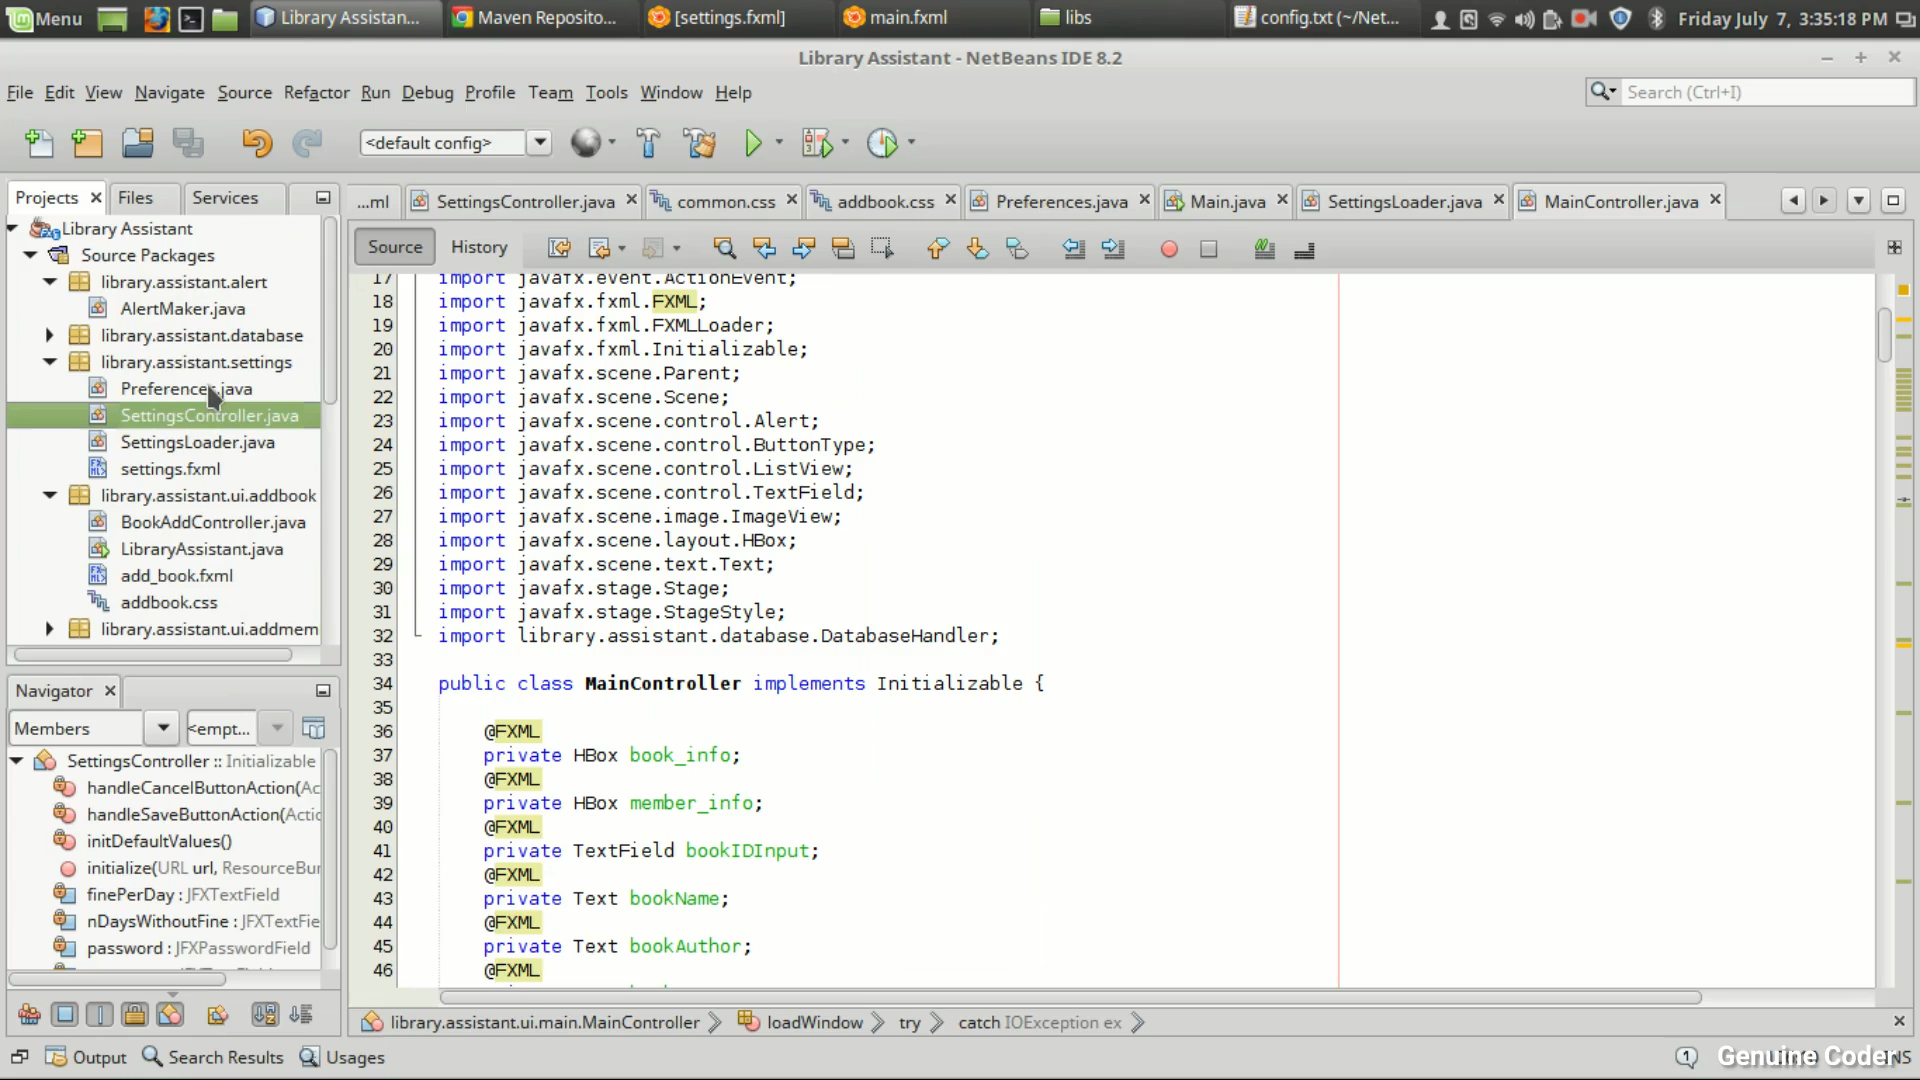 Menu
Library Assistan...
Maven Reposito...
[settings.fxml]
main.fxml
libs
config.txt (~/Net...
Friday July 7, 3:35:18 PM
Library Assistant - NetBeans IDE 8.2
File Edit View Navigate Source Refactor Run Debug Profile Team Tools Window Help
Search (Ctrl+I)
<default config>
Projects Files Services
...ml SettingsController.java common.css addbook.css Preferences.java Main.java SettingsLoader.java MainController.java
Source History
Library Assistant
Source Packages
library.assistant.alert
AlertMaker.java
library.assistant.database
library.assistant.settings
Preferences.java
SettingsController.java
SettingsLoader.java
settings.fxml
library.assistant.ui.addbook
BookAddController.java
LibraryAssistant.java
add_book.fxml
addbook.css
library.assistant.ui.addmem
17 import javafx.event.ActionEvent;
18 import javafx.fxml.FXML;
19 import javafx.fxml.FXMLLoader;
20 import javafx.fxml.Initializable;
21 import javafx.scene.Parent;
22 import javafx.scene.Scene;
23 import javafx.scene.control.Alert;
24 import javafx.scene.control.ButtonType;
25 import javafx.scene.control.ListView;
26 import javafx.scene.control.TextField;
27 import javafx.scene.image.ImageView;
28 import javafx.scene.layout.HBox;
29 import javafx.scene.text.Text;
30 import javafx.stage.Stage;
31 import javafx.stage.StageStyle;
32 import library.assistant.database.DatabaseHandler;
33
34 public class MainController implements Initializable {
35
36 @FXML
37 private HBox book_info;
38 @FXML
39 private HBox member_info;
40 @FXML
41 private TextField bookIDInput;
42 @FXML
43 private Text bookName;
44 @FXML
45 private Text bookAuthor;
46 @FXML
Navigator
Members
<empt...
SettingsController :: Initializable
handleCancelButtonAction(Ac
handleSaveButtonAction(Actio
initDefaultValues()
initialize(URL url, ResourceBur
finePerDay : JFXTextField
nDaysWithoutFine : JFXTextFie
password : JFXPasswordField
library.assistant.ui.main.MainController loadWindow try catch IOException ex
Output Search Results Usages
1
Genuine Coder
NS